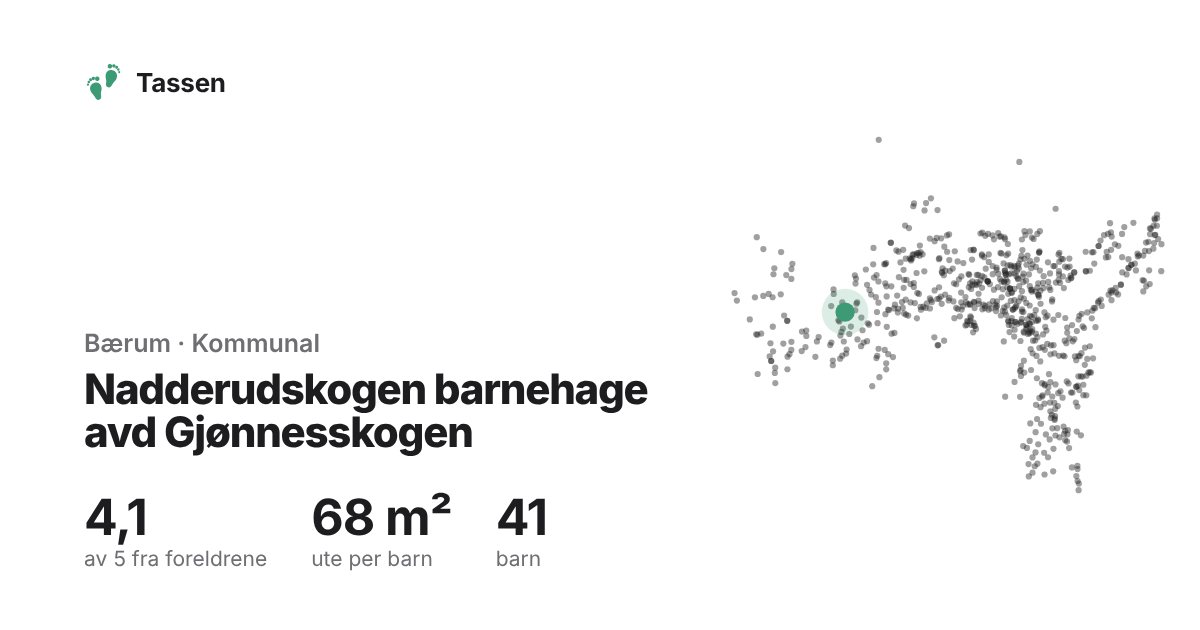 Tassen
Bærum · Kommunal
Nadderudskogen barnehage
avd Gjønnesskogen
4,1
av 5 fra foreldrene
68 m²
ute per barn
41
barn